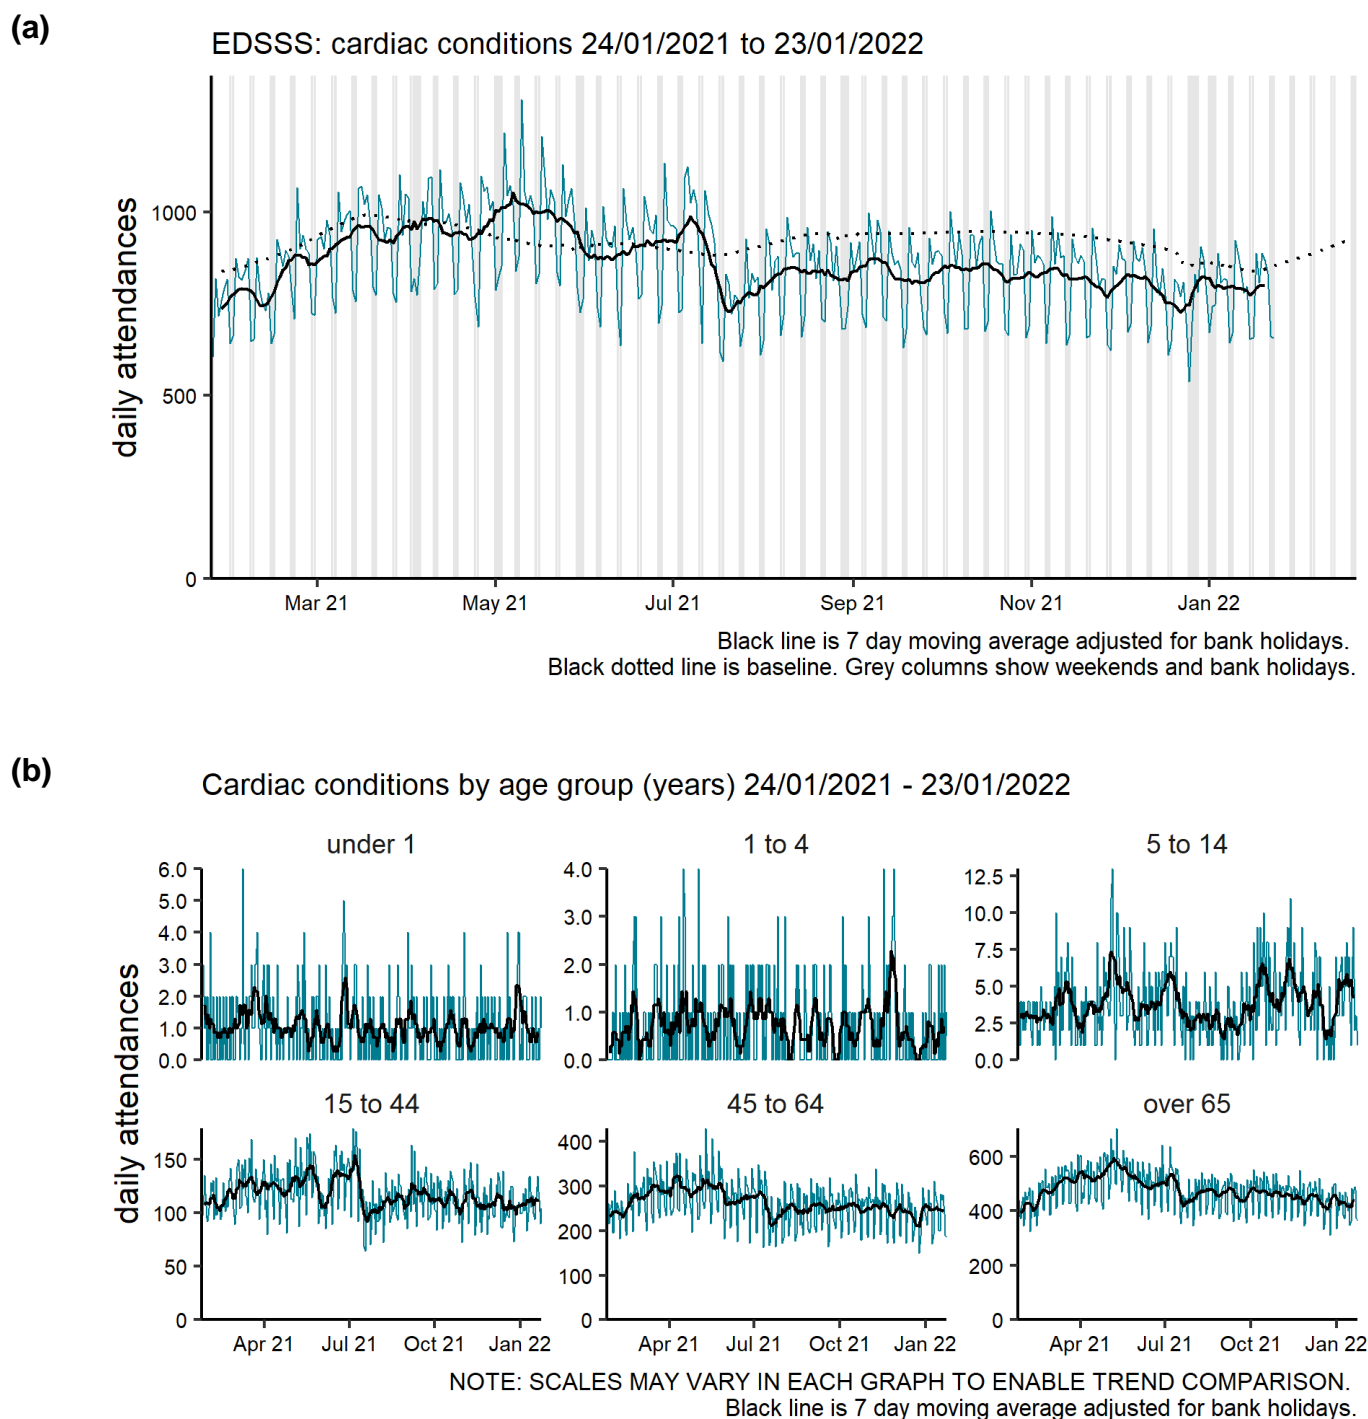 (a)
EDSSS: cardiac conditions 24/01/2021 to 23/01/2022
daily attendances
1000
500
0
Mar 21 May 21 Jul 21 Sep 21 Nov 21 Jan 22
Black line is 7 day moving average adjusted for bank holidays.
Black dotted line is baseline. Grey columns show weekends and bank holidays.
(b)
Cardiac conditions by age group (years) 24/01/2021 - 23/01/2022
daily attendances
under 1
6.0
5.0
4.0
3.0
2.0
1.0
0.0
1 to 4
4.0
3.0
2.0
1.0
0.0
5 to 14
12.5
10.0
7.5
5.0
2.5
0.0
15 to 44
150
100
50
0
Apr 21 Jul 21 Oct 21 Jan 22
45 to 64
400
300
200
100
0
Apr 21 Jul 21 Oct 21 Jan 22
over 65
600
400
200
0
Apr 21 Jul 21 Oct 21 Jan 22
NOTE: SCALES MAY VARY IN EACH GRAPH TO ENABLE TREND COMPARISON.
Black line is 7 day moving average adjusted for bank holidays.